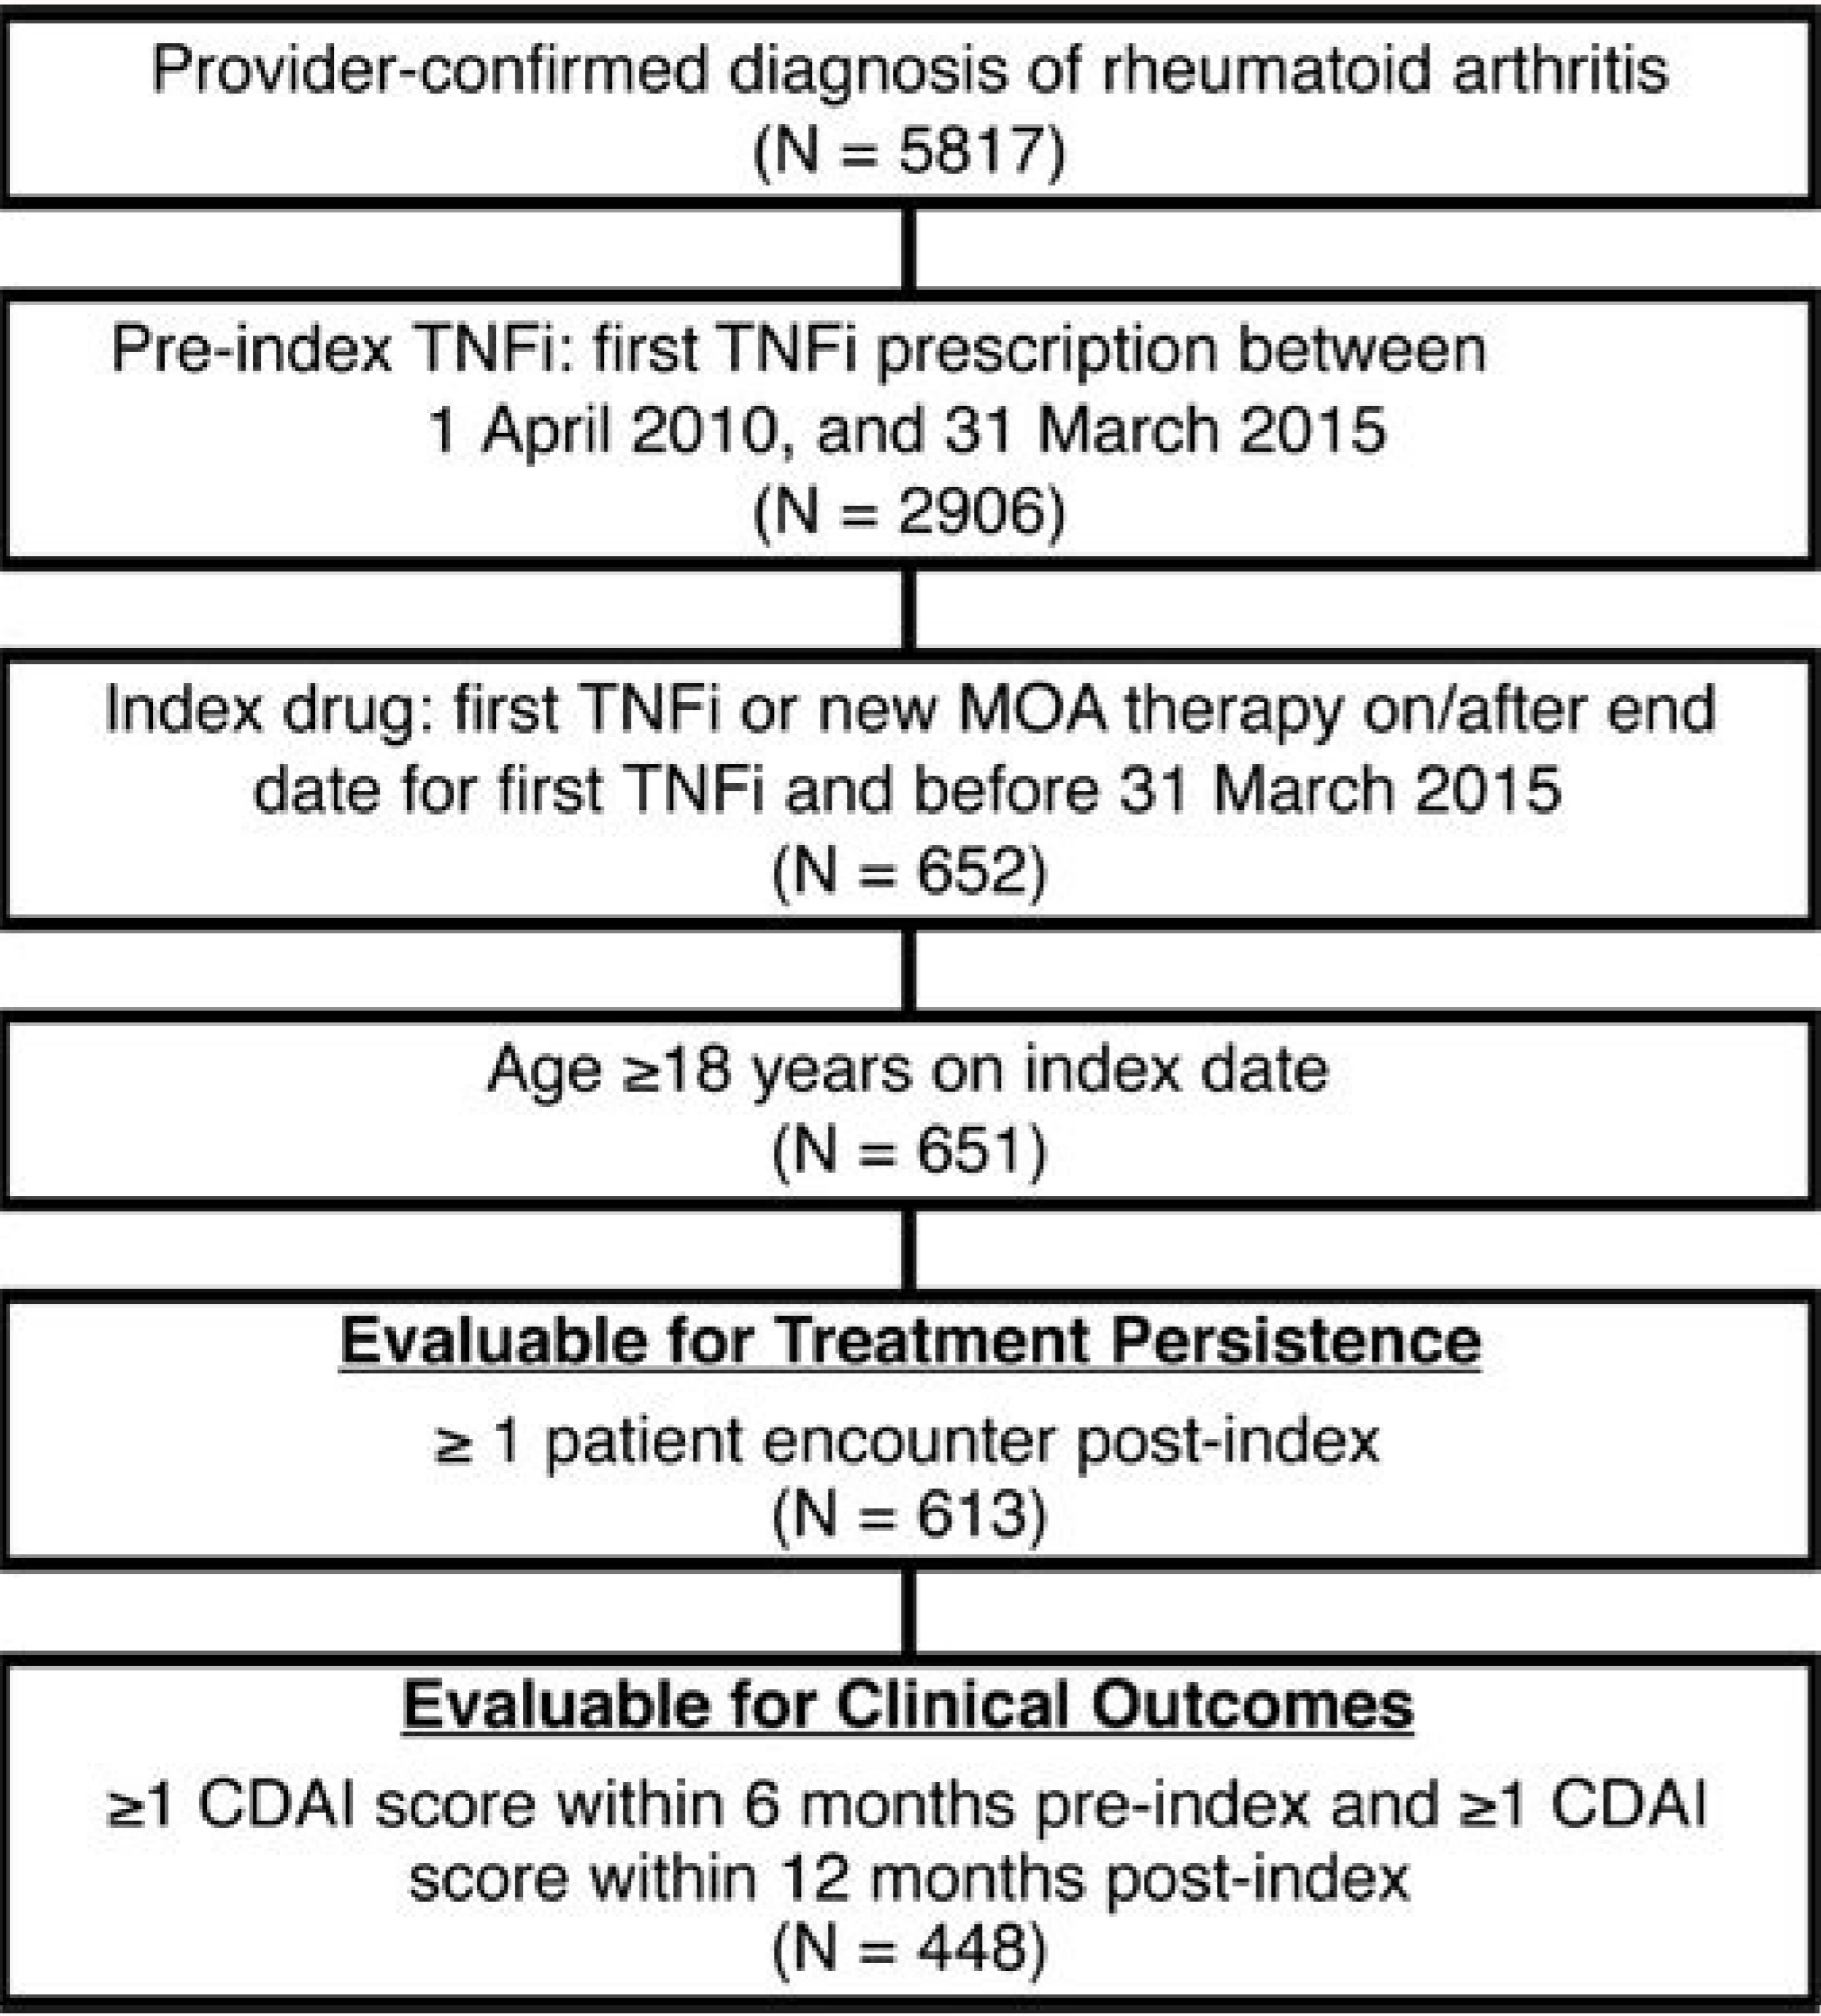 Provider-confirmed diagnosis of rheumatoid arthritis
(N = 5817)
Pre-index TNFi: first TNFi prescription between
1 April 2010, and 31 March 2015
(N = 2906)
Index drug: first TNFi or new MOA therapy on/after end
date for first TNFi and before 31 March 2015
(N = 652)
Age ≥18 years on index date
(N = 651)
Evaluable for Treatment Persistence
≥ 1 patient encounter post-index
(N = 613)
Evaluable for Clinical Outcomes
≥1 CDAI score within 6 months pre-index and ≥1 CDAI
score within 12 months post-index
(N = 448)